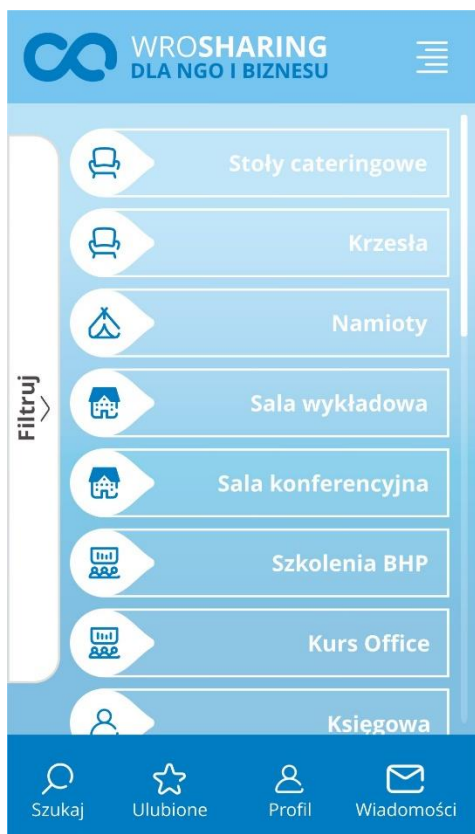 WROSHARING
DLA NGO I BIZNESU
Filtruj
Stoły cateringowe
Krzesła
Namioty
Sala wykładowa
Sala konferencyjna
Szkolenia BHP
Kurs Office
Księgowa
Szukaj
Ulubione
Profil
Wiadomości